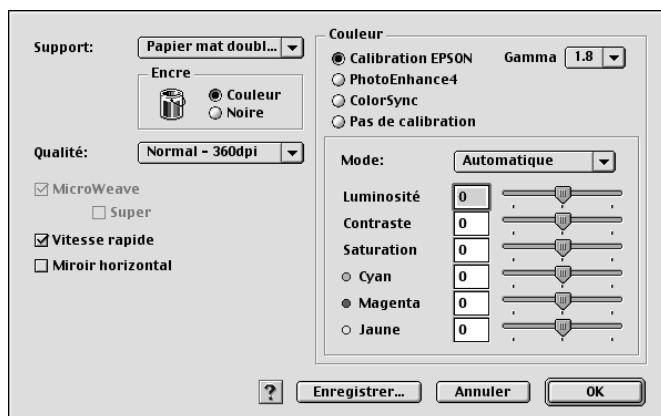 Support:
Papier mat doubl...
Encre
Couleur
Noire
Qualité:
Normal - 360dpi
MicroWeave
Super
Vitesse rapide
Miroir horizontal
Couleur
Calibration EPSON
Gamma
1.8
PhotoEnhance4
ColorSync
Pas de calibration
Mode:
Automatique
Luminosité
0
Contraste
0
Saturation
0
Cyan
0
Magenta
0
Jaune
0
?
Enregistrer...
Annuler
OK